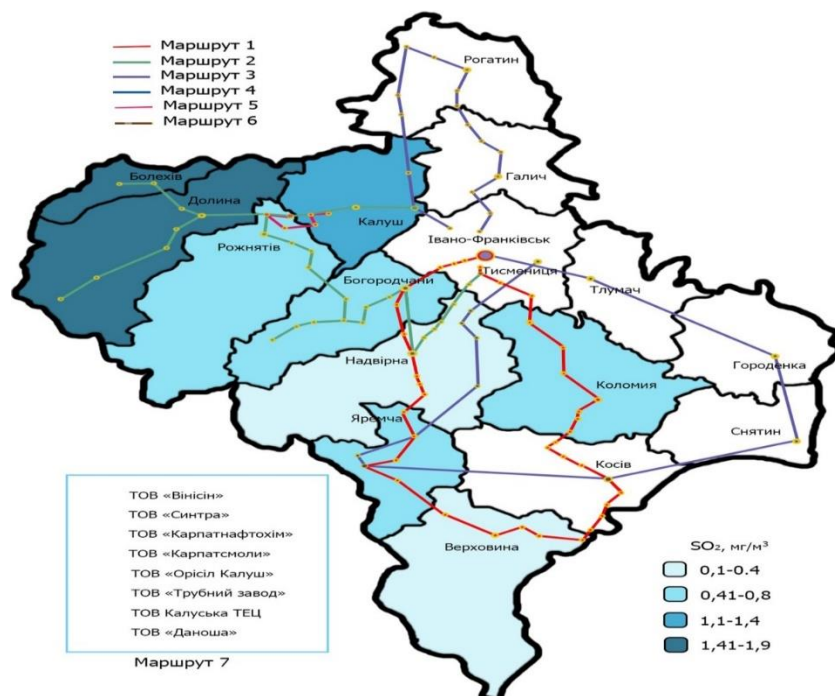 Маршрут 1
Маршрут 2
Маршрут 3
Маршрут 4
Маршрут 5
Маршрут 6
Рогатин
Галич
Болехів
Долина
Калуш
Рожнятів
Івано-Франківськ
Богородчани
Тисмениця
Тлумач
Надвірна
Городенка
Коломия
Яремча
Снятин
Косів
Верховина
ТОВ «Вінісін»
ТОВ «Синтра»
ТОВ «Карпатнафтохім»
ТОВ «Карпатсмоли»
ТОВ «Орісіл Калуш»
ТОВ «Трубний завод»
ТОВ Калуська ТЕЦ
ТОВ «Даноша»
Маршрут 7
SO₂, мг/м³
0,1-0.4
0,41-0,8
1,1-1,4
1,41-1,9